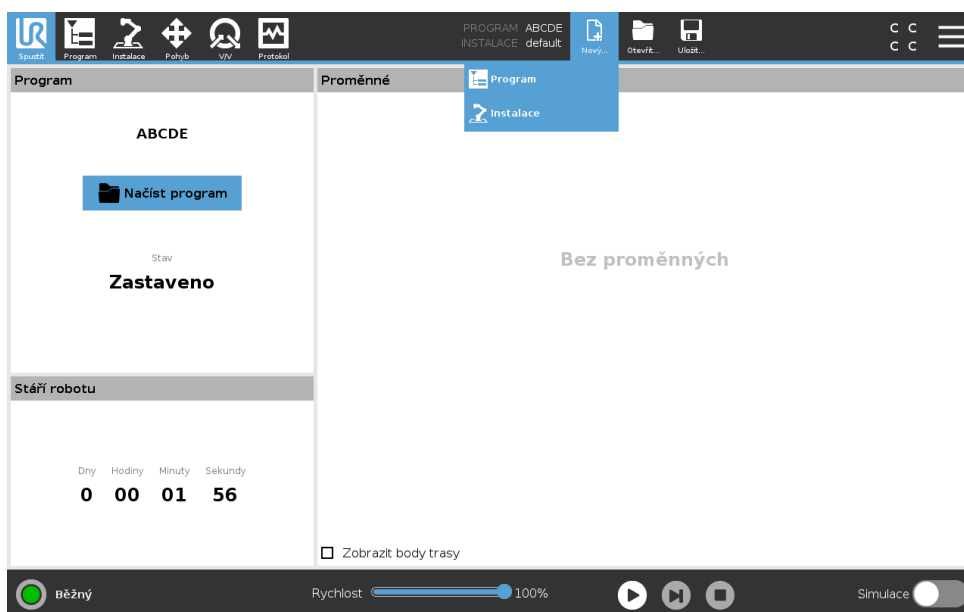 UR
Spustit Program Instalace Pohyb V/V Protokol
PROGRAM ABCDE
INSTALACE default
Nový... Otevřít... Uložit...
C C
C C
Program
Proměnné
Program
Instalace
ABCDE
Načíst program
Stav
Zastaveno
Bez proměnných
Stáří robotu
Dny Hodiny Minuty Sekundy
0 00 01 56
Zobrazit body trasy
Běžný
Rychlost 100%
Simulace